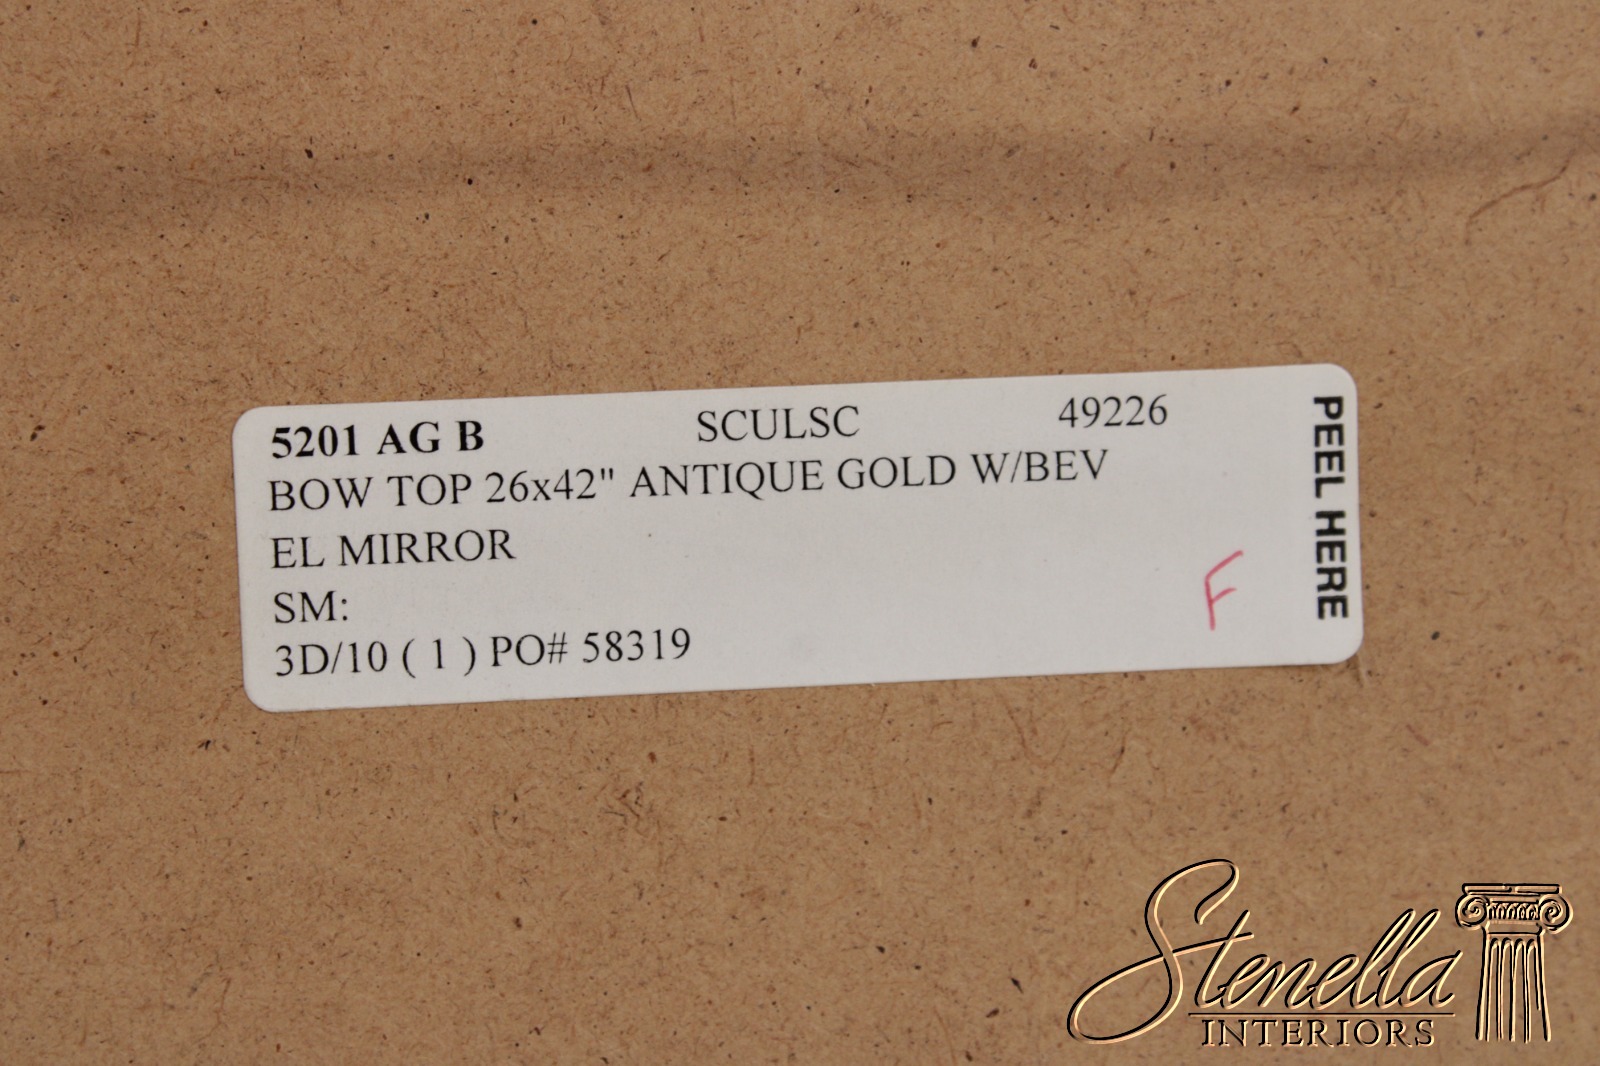 5201 AG B SCULSC 49226
BOW TOP 26x42" ANTIQUE GOLD W/BEV
EL MIRROR
SM:
3D/10 ( 1 ) PO# 58319
F
PEEL HERE
Stenella
INTERIORS